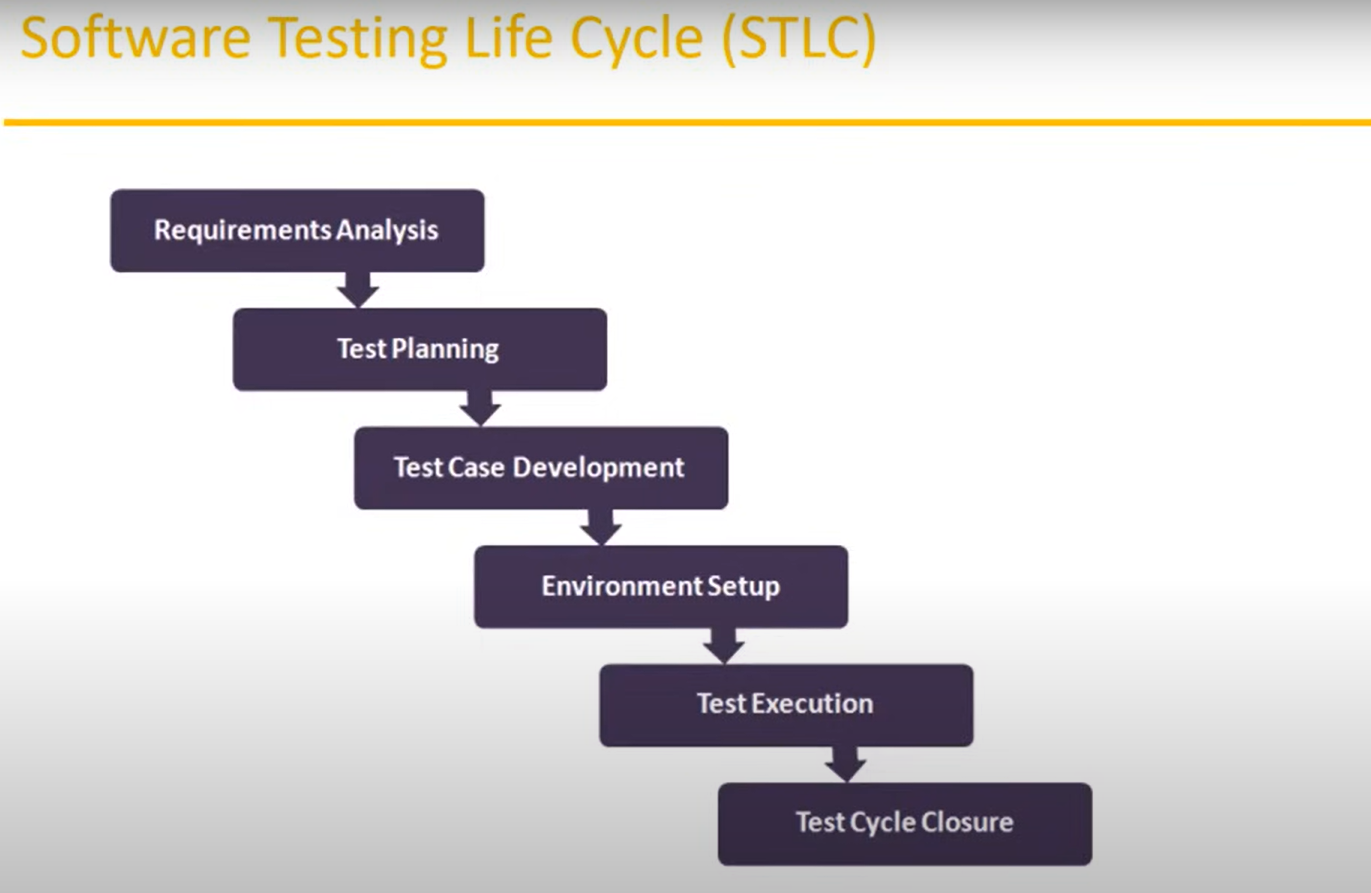 Software Testing Life Cycle (STLC)
Requirements Analysis
Test Planning
Test Case Development
Environment Setup
Test Execution
Test Cycle Closure